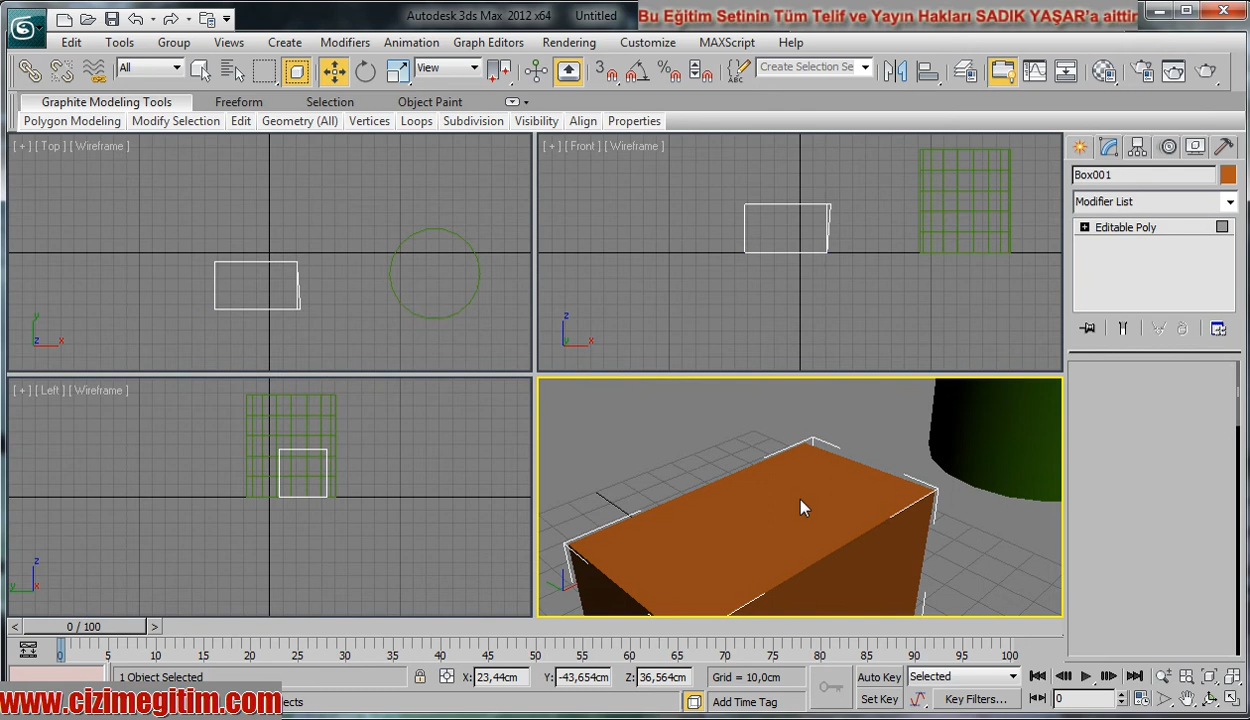 Autodesk 3ds Max 2012 x64 Untitled
Bu Eğitim Setinin Tüm Telif ve Yayın Hakları SADIK YAŞAR'a aittir
Edit Tools Group Views Create Modifiers Animation Graph Editors Rendering Customize MAXScript Help
All View 3 Create Selection Se
Graphite Modeling Tools Freeform Selection Object Paint
Polygon Modeling Modify Selection Edit Geometry (All) Vertices Loops Subdivision Visibility Align Properties
[ + ] [ Top ] [ Wireframe ]
[ + ] [ Front ] [ Wireframe ]
Box001
Modifier List
Editable Poly
y
z x
z
y x
[ + ] [ Left ] [ Wireframe ]
z
y x
0 / 100
0 5 10 15 20 25 30 35 40 45 50 55 60 65 70 75 80 85 90 95 100
1 Object Selected X: 23,44cm Y: -43,654cm Z: 36,564cm Grid = 10,0cm Auto Key Selected
www.cizimegitim.com ects Add Time Tag Set Key Key Filters... 0